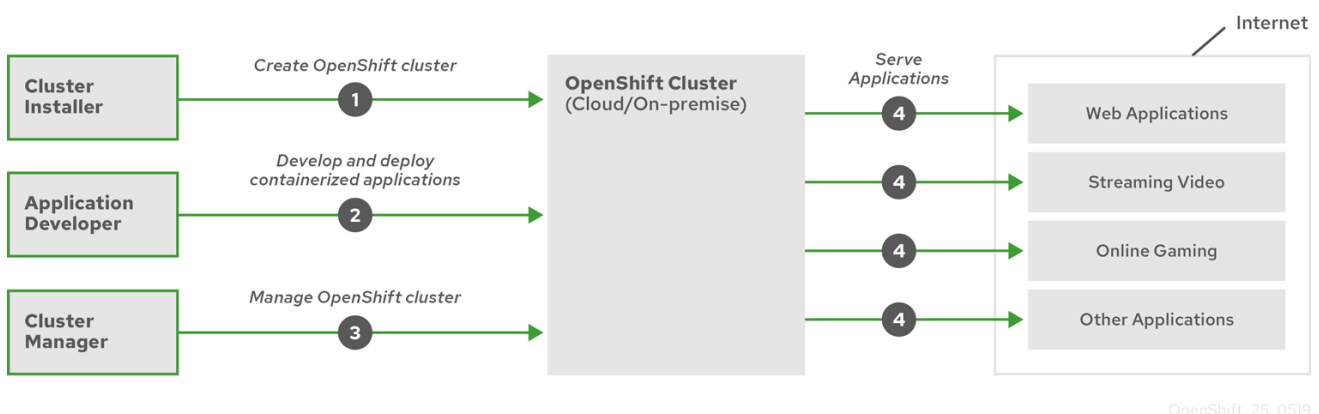 Internet
Cluster
Installer
Create OpenShift cluster
1
OpenShift Cluster
(Cloud/On-premise)
Serve
Applications
4
Web Applications
Application
Developer
Develop and deploy
containerized applications
2
4
Streaming Video
4
Online Gaming
Cluster
Manager
Manage OpenShift cluster
3
4
Other Applications
OpenShift_25_0519